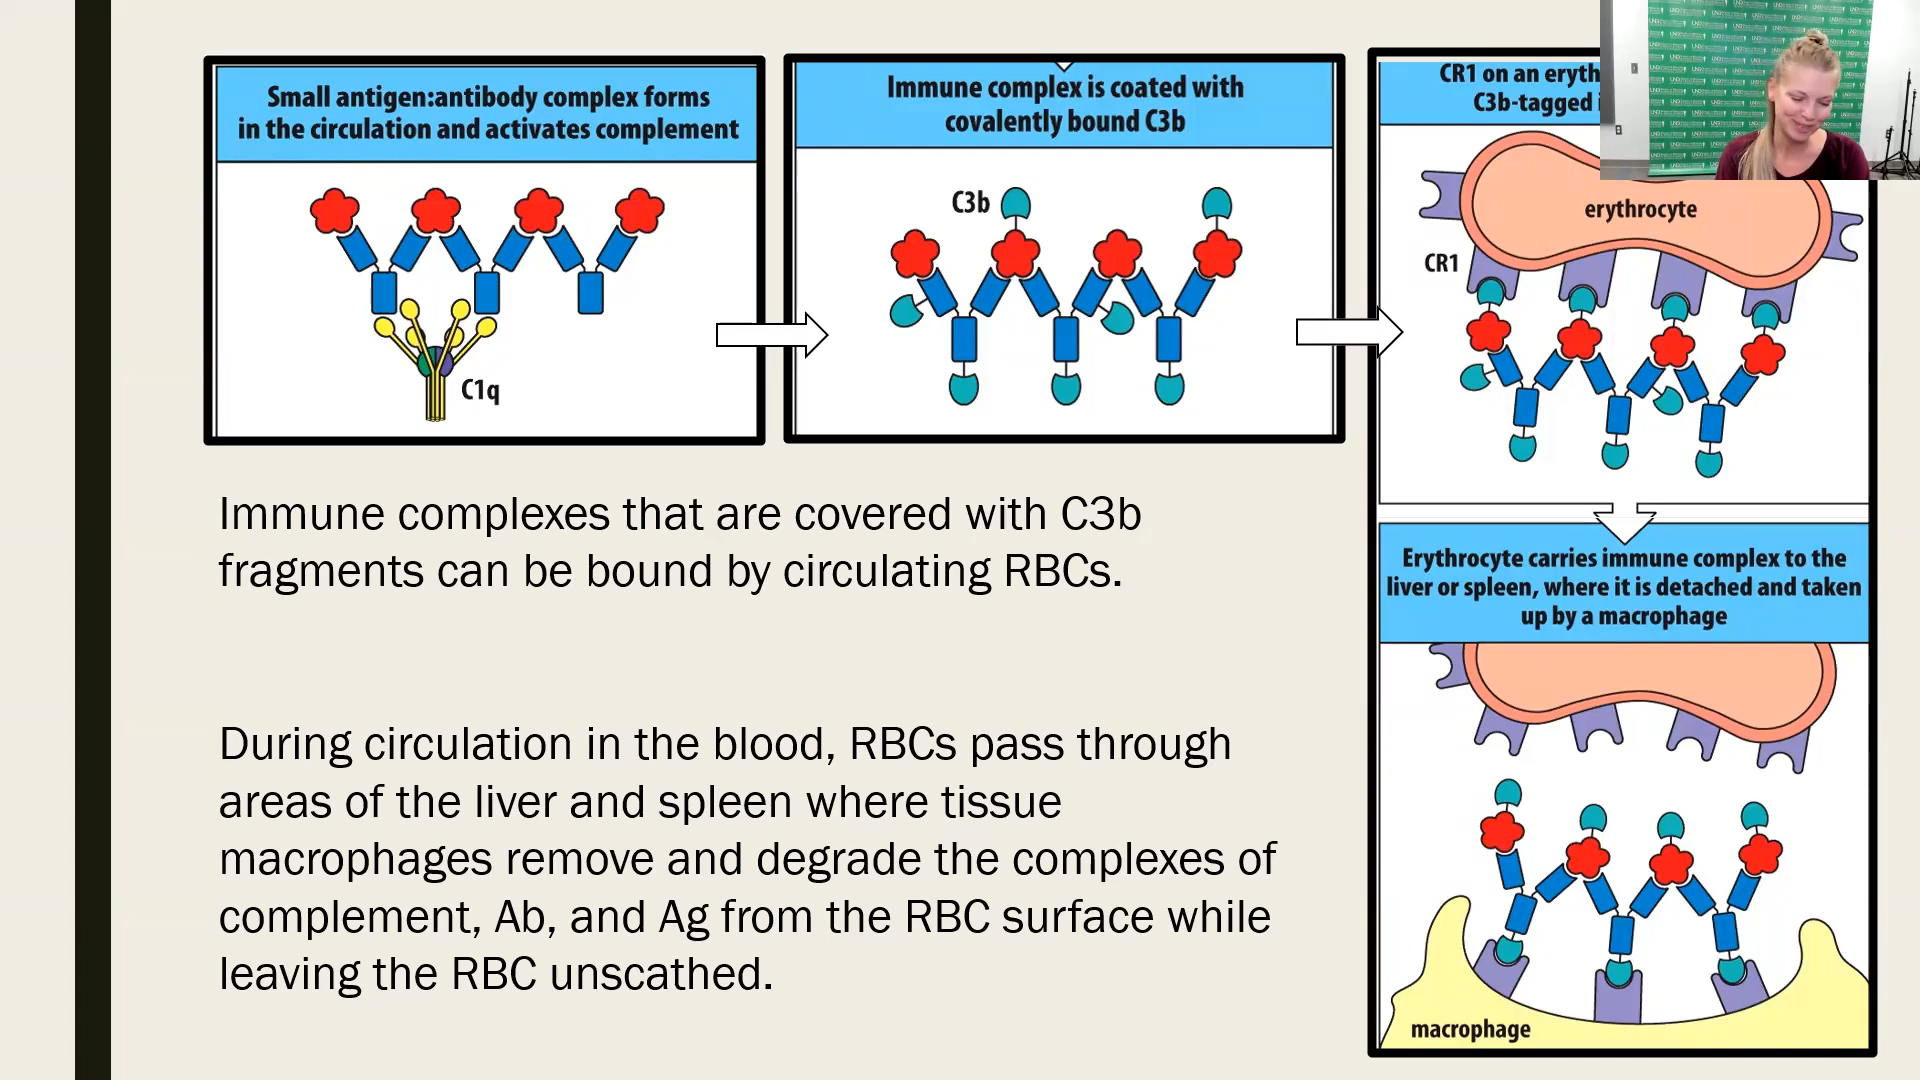 Small antigen:antibody complex forms
in the circulation and activates complement
C1q
Immune complex is coated with
covalently bound C3b
C3b
CR1 on an
C3b-tagged
erythrocyte
CR1
Erythrocyte carries immune complex to the
liver or spleen, where it is detached and taken
up by a macrophage
macrophage
Immune complexes that are covered with C3b
fragments can be bound by circulating RBCs.
During circulation in the blood, RBCs pass through
areas of the liver and spleen where tissue
macrophages remove and degrade the complexes of
complement, Ab, and Ag from the RBC surface while
leaving the RBC unscathed.